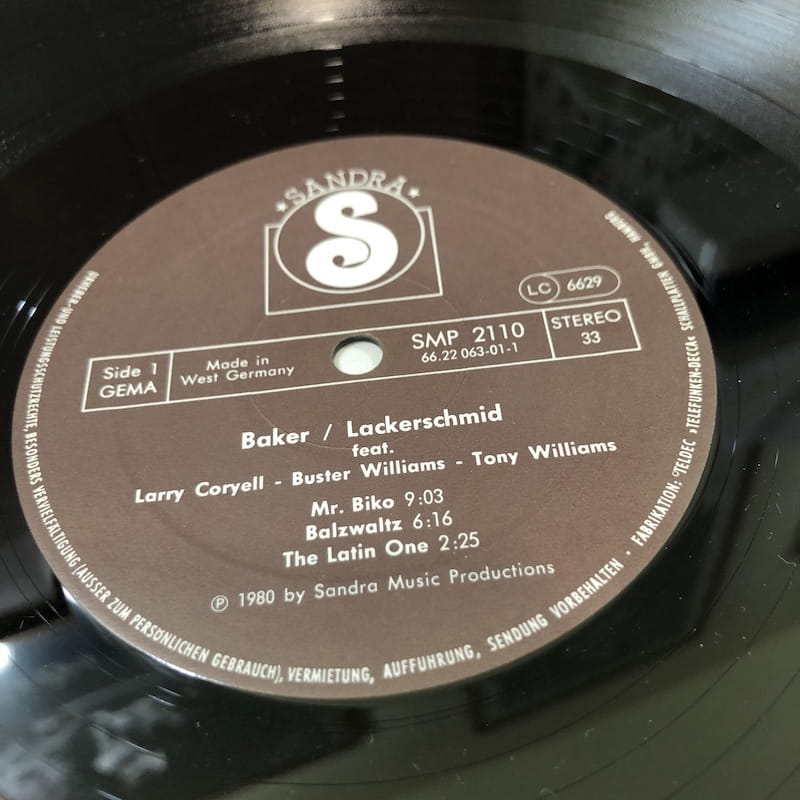 ★SANDRA★
S
LC 6629
Side 1
GEMA
Made in
West Germany
SMP 2110
66.22 063-01-1
STEREO
33
Baker / Lackerschmid
feat.
Larry Coryell - Buster Williams - Tony Williams
Mr. Biko 9:03
Balzwaltz 6:16
The Latin One 2:25
Ⓟ 1980 by Sandra Music Productions
URHEBER- UND LEISTUNGSSCHUTZRECHTE, BESONDERS VERVIELFÄLTIGUNG (AUSSER ZUM PERSÖNLICHEN GEBRAUCH), VERMIETUNG, AUFFÜHRUNG, SENDUNG VORBEHALTEN · FABRIKATION: TELDEC »TELEFUNKEN-DECCA« SCHALLPLATTEN GMBH, HAMBURG